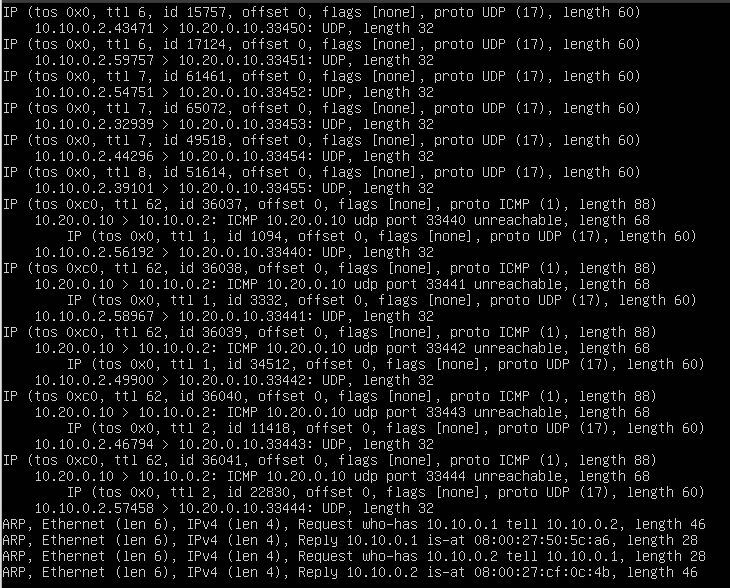 IP (tos 0x0, ttl 6, id 15757, offset 0, flags [none], proto UDP (17), length 60)
10.10.0.2.43471 > 10.20.0.10.33450: UDP, length 32
IP (tos 0x0, ttl 6, id 17124, offset 0, flags [none], proto UDP (17), length 60)
10.10.0.2.59757 > 10.20.0.10.33451: UDP, length 32
IP (tos 0x0, ttl 7, id 61461, offset 0, flags [none], proto UDP (17), length 60)
10.10.0.2.54751 > 10.20.0.10.33452: UDP, length 32
IP (tos 0x0, ttl 7, id 65072, offset 0, flags [none], proto UDP (17), length 60)
10.10.0.2.32939 > 10.20.0.10.33453: UDP, length 32
IP (tos 0x0, ttl 7, id 49518, offset 0, flags [none], proto UDP (17), length 60)
10.10.0.2.44296 > 10.20.0.10.33454: UDP, length 32
IP (tos 0x0, ttl 8, id 51614, offset 0, flags [none], proto UDP (17), length 60)
10.10.0.2.39101 > 10.20.0.10.33455: UDP, length 32
IP (tos 0xc0, ttl 62, id 36037, offset 0, flags [none], proto ICMP (1), length 88)
10.20.0.10 > 10.10.0.2: ICMP 10.20.0.10 udp port 33440 unreachable, length 68
IP (tos 0x0, ttl 1, id 1094, offset 0, flags [none], proto UDP (17), length 60)
10.10.0.2.56192 > 10.20.0.10.33440: UDP, length 32
IP (tos 0xc0, ttl 62, id 36038, offset 0, flags [none], proto ICMP (1), length 88)
10.20.0.10 > 10.10.0.2: ICMP 10.20.0.10 udp port 33441 unreachable, length 68
IP (tos 0x0, ttl 1, id 3332, offset 0, flags [none], proto UDP (17), length 60)
10.10.0.2.58967 > 10.20.0.10.33441: UDP, length 32
IP (tos 0xc0, ttl 62, id 36039, offset 0, flags [none], proto ICMP (1), length 88)
10.20.0.10 > 10.10.0.2: ICMP 10.20.0.10 udp port 33442 unreachable, length 68
IP (tos 0x0, ttl 1, id 34512, offset 0, flags [none], proto UDP (17), length 60)
10.10.0.2.49900 > 10.20.0.10.33442: UDP, length 32
IP (tos 0xc0, ttl 62, id 36040, offset 0, flags [none], proto ICMP (1), length 88)
10.20.0.10 > 10.10.0.2: ICMP 10.20.0.10 udp port 33443 unreachable, length 68
IP (tos 0x0, ttl 2, id 11418, offset 0, flags [none], proto UDP (17), length 60)
10.10.0.2.46794 > 10.20.0.10.33443: UDP, length 32
IP (tos 0xc0, ttl 62, id 36041, offset 0, flags [none], proto ICMP (1), length 88)
10.20.0.10 > 10.10.0.2: ICMP 10.20.0.10 udp port 33444 unreachable, length 68
IP (tos 0x0, ttl 2, id 22830, offset 0, flags [none], proto UDP (17), length 60)
10.10.0.2.57458 > 10.20.0.10.33444: UDP, length 32
ARP, Ethernet (len 6), IPv4 (len 4), Request who-has 10.10.0.1 tell 10.10.0.2, length 46
ARP, Ethernet (len 6), IPv4 (len 4), Reply 10.10.0.1 is-at 08:00:27:50:5c:a6, length 28
ARP, Ethernet (len 6), IPv4 (len 4), Request who-has 10.10.0.2 tell 10.10.0.1, length 28
ARP, Ethernet (len 6), IPv4 (len 4), Reply 10.10.0.2 is-at 08:00:27:cf:0c:4b, length 46